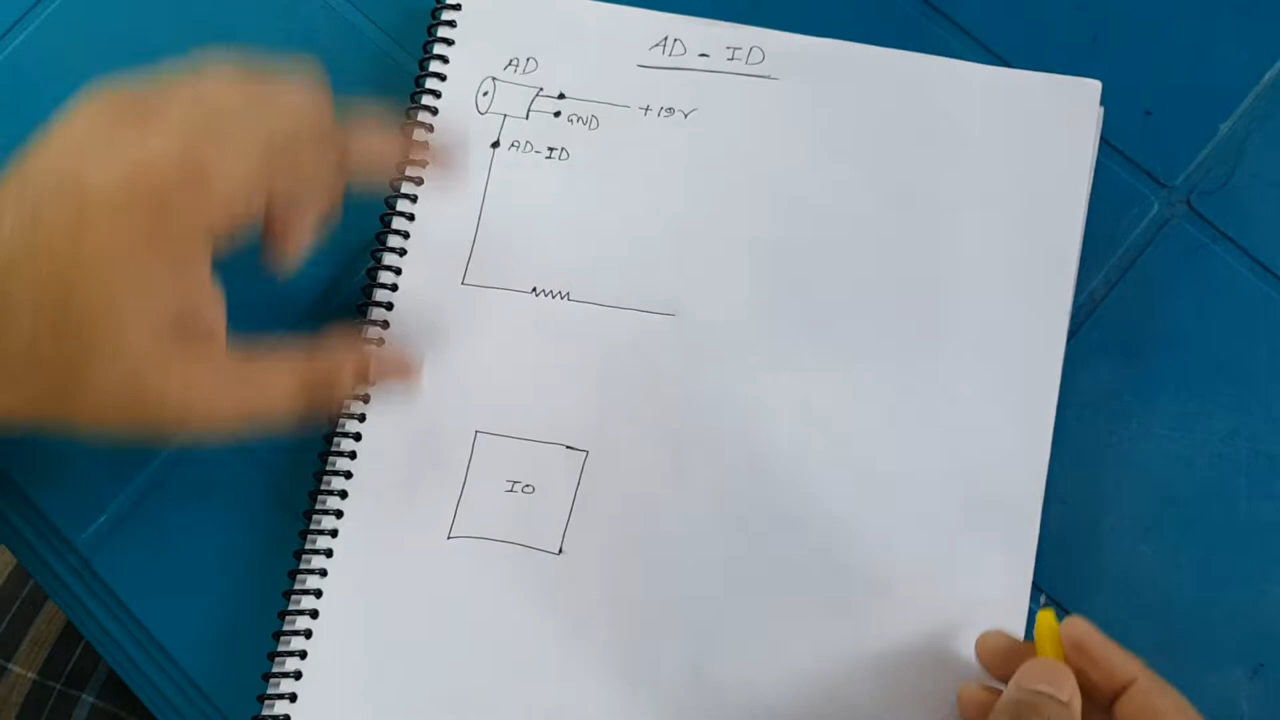 AD - ID
AD
+19V
GND
AD-ID
IO